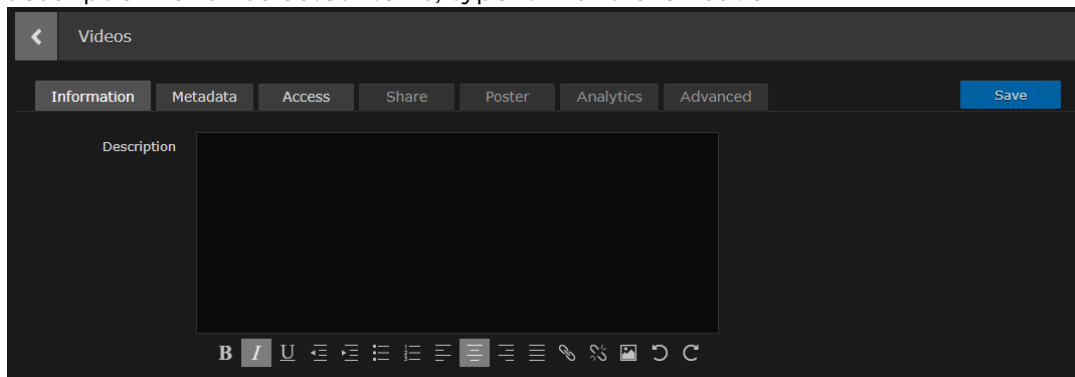 Videos
Information Metadata Access Share Poster Analytics Advanced Save
Description
B I U